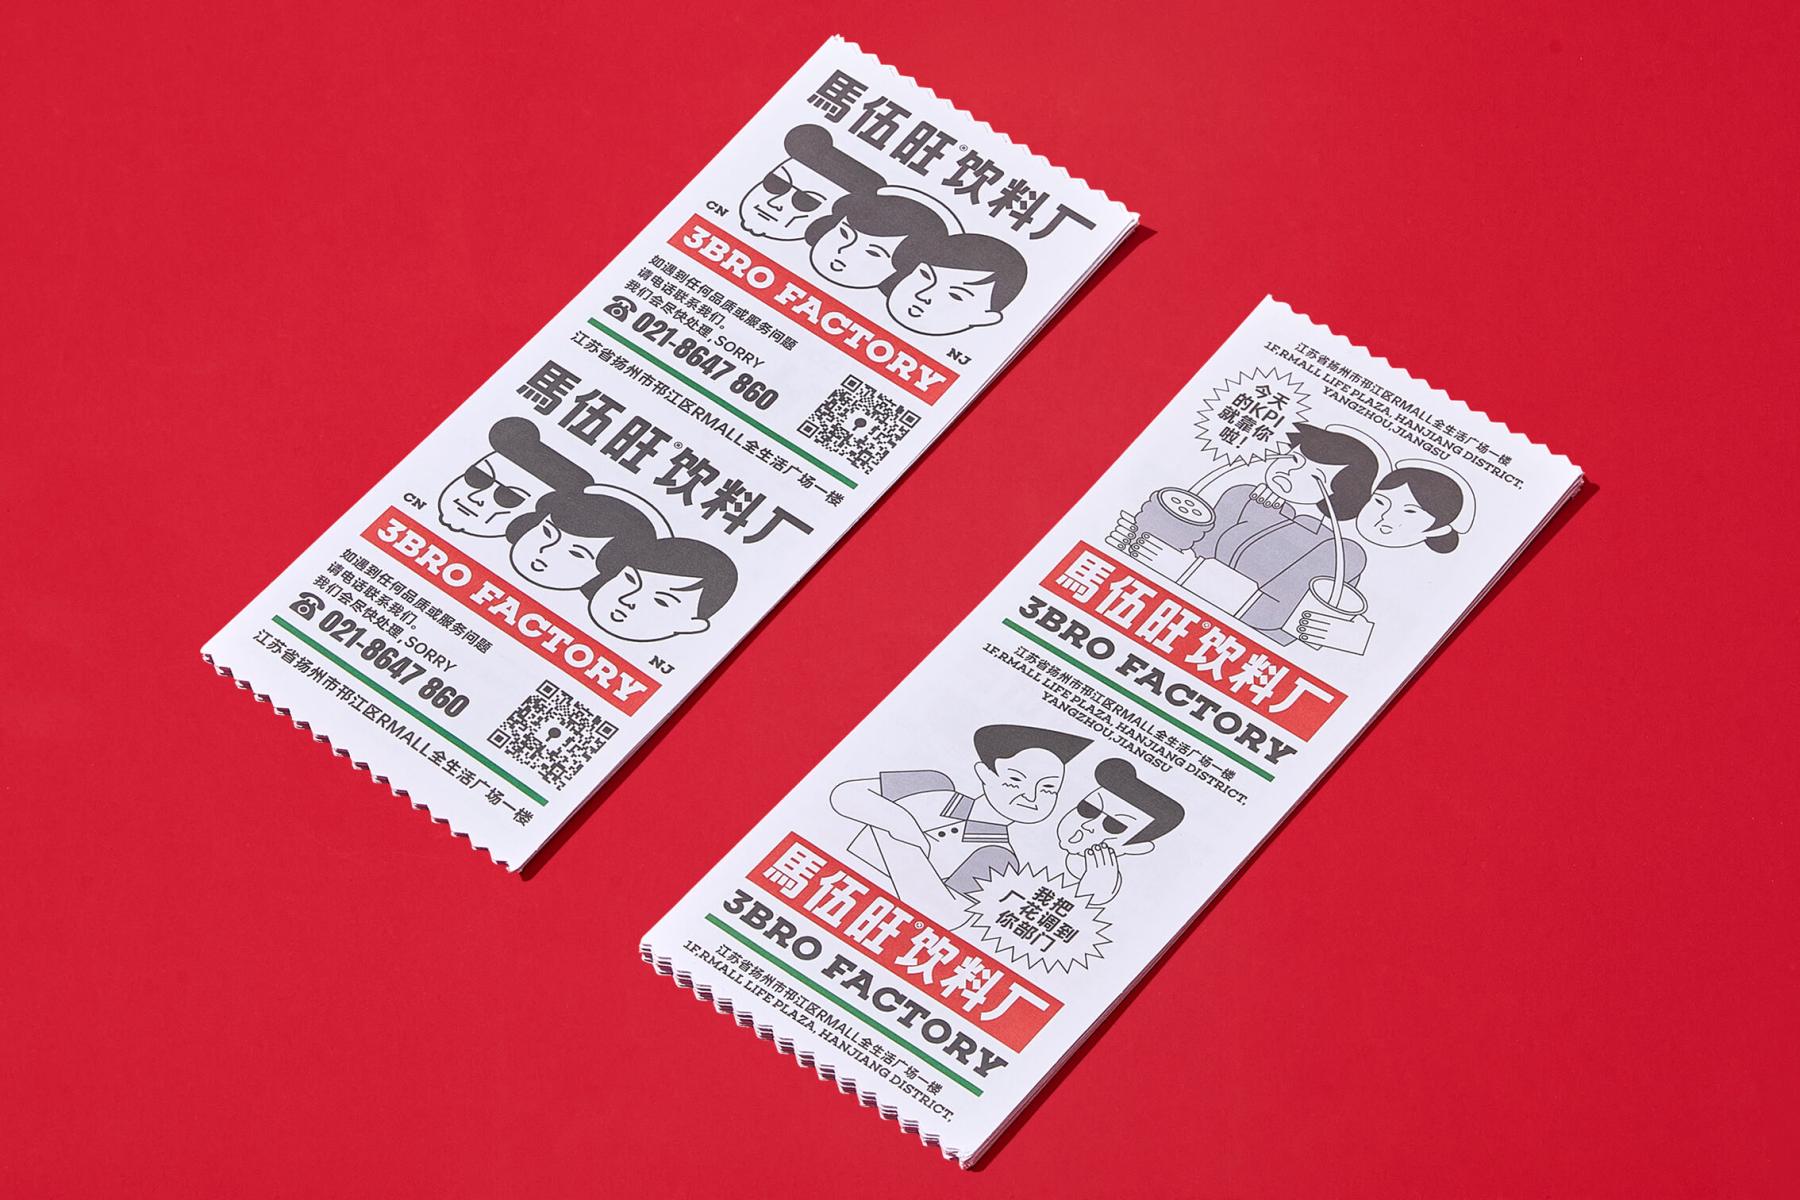 馬伍旺®饮料厂
CN
3BRO FACTORY
NJ
如遇到任何品质或服务问题
请电话联系我们。
我们会尽快处理,SORRY
021-8647 860
江苏省扬州市邗江区RMALL全生活广场一楼
馬伍旺®饮料厂
CN
3BRO FACTORY
NJ
如遇到任何品质或服务问题
请电话联系我们。
我们会尽快处理,SORRY
021-8647 860
江苏省扬州市邗江区RMALL全生活广场一楼
江苏省扬州市邗江区RMALL全生活广场一楼
1F,RMALL LIFE PLAZA, HANJIANG DISTRICT,
YANGZHOU,JIANGSU
今天
的KPI
就靠你
啦!
馬伍旺®饮料厂
3BRO FACTORY
江苏省扬州市邗江区RMALL全生活广场一楼
1F,RMALL LIFE PLAZA, HANJIANG DISTRICT,
YANGZHOU,JIANGSU
我把
厂花调到
你部门
馬伍旺®饮料厂
3BRO FACTORY
江苏省扬州市邗江区RMALL全生活广场一楼
1F,RMALL LIFE PLAZA, HANJIANG DISTRICT,